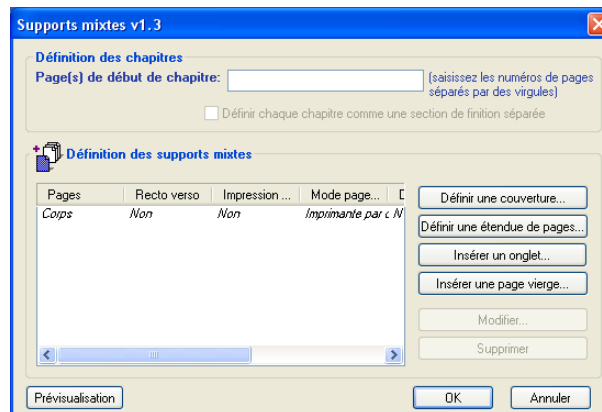 Supports mixtes v1.3
Définition des chapitres
Page(s) de début de chapitre:
(saisissez les numéros de pages
séparés par des virgules)
Définir chaque chapitre comme une section de finition séparée
Définition des supports mixtes
Pages Recto verso Impression ... Mode page...
Corps Non Non Imprimante par N
Définir une couverture...
Définir une étendue de pages...
Insérer un onglet...
Insérer une page vierge...
Modifier...
Supprimer
Prévisualisation OK Annuler